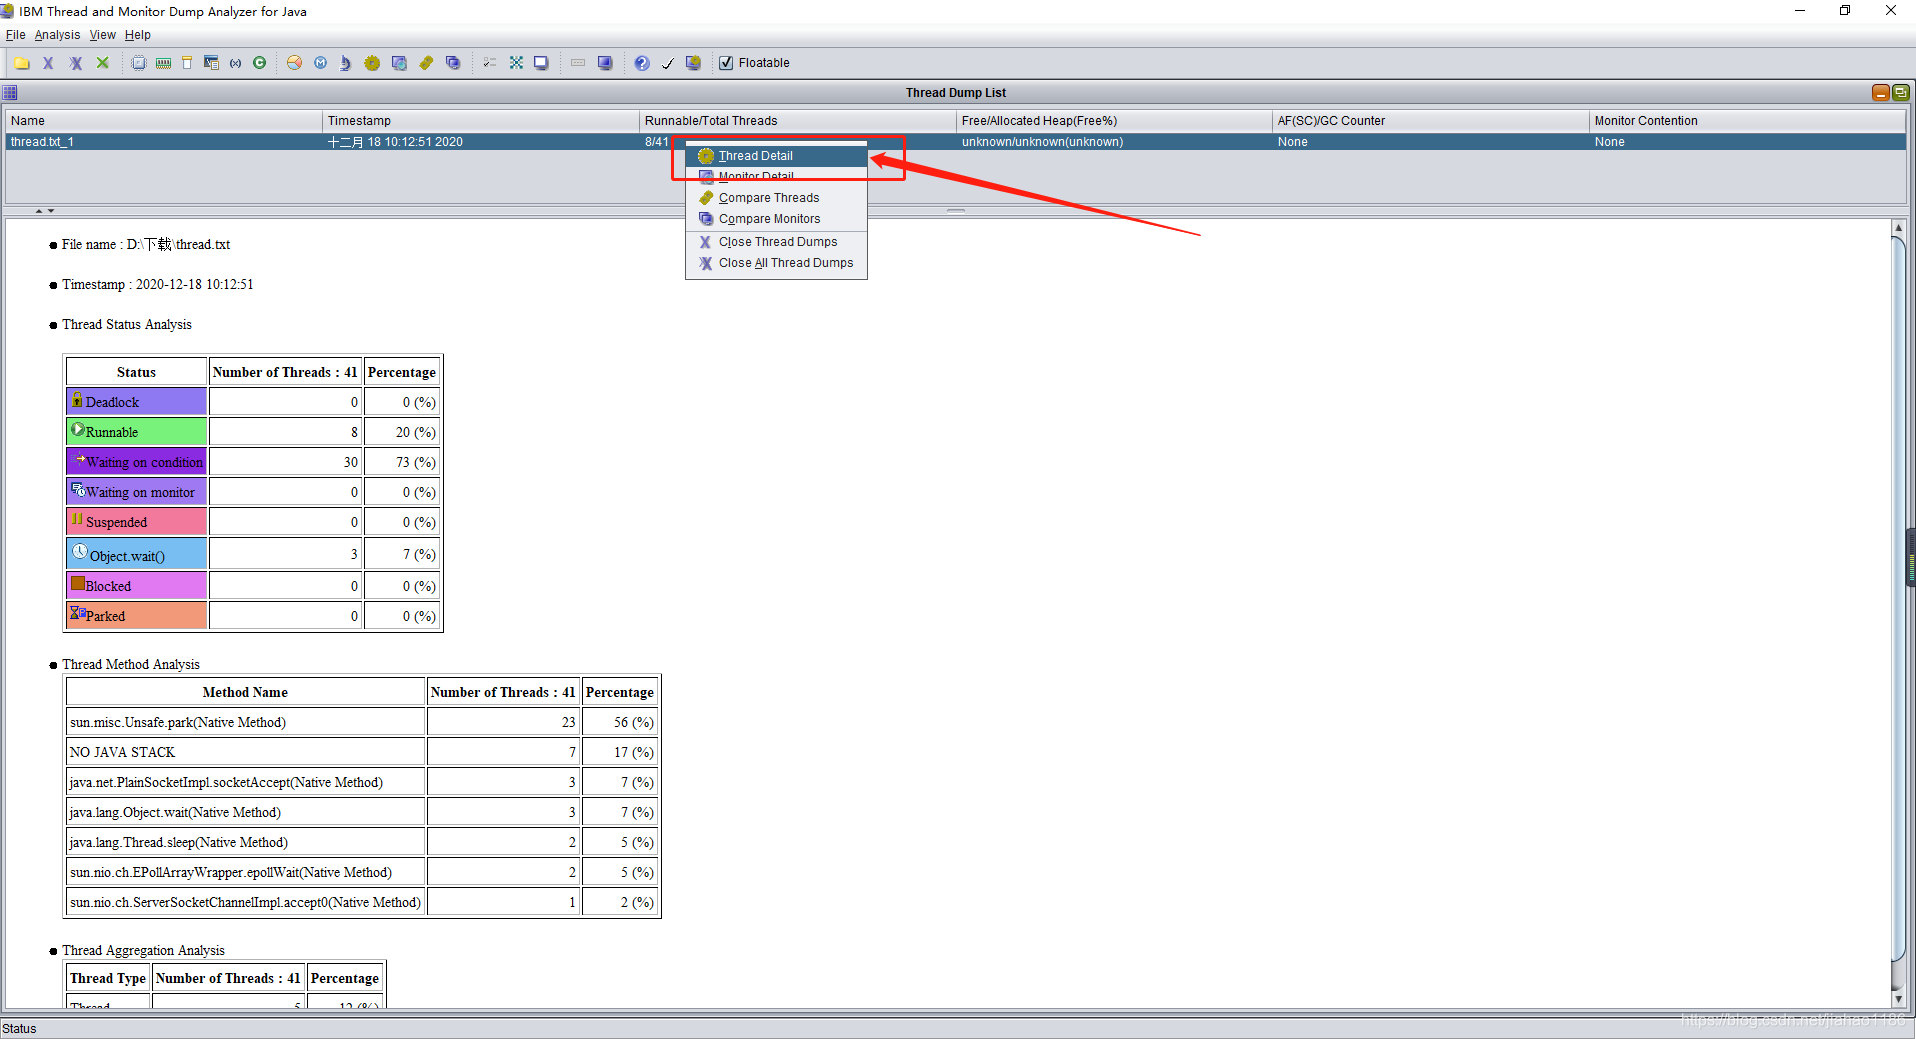 IBM Thread and Monitor Dump Analyzer for Java
File Analysis View Help
Floatable
Thread Dump List
Name Timestamp Runnable/Total Threads Free/Allocated Heap(Free%) AF(SC)/GC Counter Monitor Contention
thread.txt_1 十二月 18 10:12:51 2020 8/41 unknown/unknown(unknown) None None
Thread Detail
Monitor Detail
Compare Threads
Compare Monitors
Close Thread Dumps
Close All Thread Dumps
File name : D:\下载\thread.txt
Timestamp : 2020-12-18 10:12:51
Thread Status Analysis
Status Number of Threads : 41 Percentage
Deadlock 0 0 (%)
Runnable 8 20 (%)
Waiting on condition 30 73 (%)
Waiting on monitor 0 0 (%)
Suspended 0 0 (%)
Object.wait() 3 7 (%)
Blocked 0 0 (%)
Parked 0 0 (%)
Thread Method Analysis
Method Name Number of Threads : 41 Percentage
sun.misc.Unsafe.park(Native Method) 23 56 (%)
NO JAVA STACK 7 17 (%)
java.net.PlainSocketImpl.socketAccept(Native Method) 3 7 (%)
java.lang.Object.wait(Native Method) 3 7 (%)
java.lang.Thread.sleep(Native Method) 2 5 (%)
sun.nio.ch.EPollArrayWrapper.epollWait(Native Method) 2 5 (%)
sun.nio.ch.ServerSocketChannelImpl.accept0(Native Method) 1 2 (%)
Thread Aggregation Analysis
Thread Type Number of Threads : 41 Percentage
Thread 5 12 (%)
Status
https://blog.csdn.net/jiahao1186